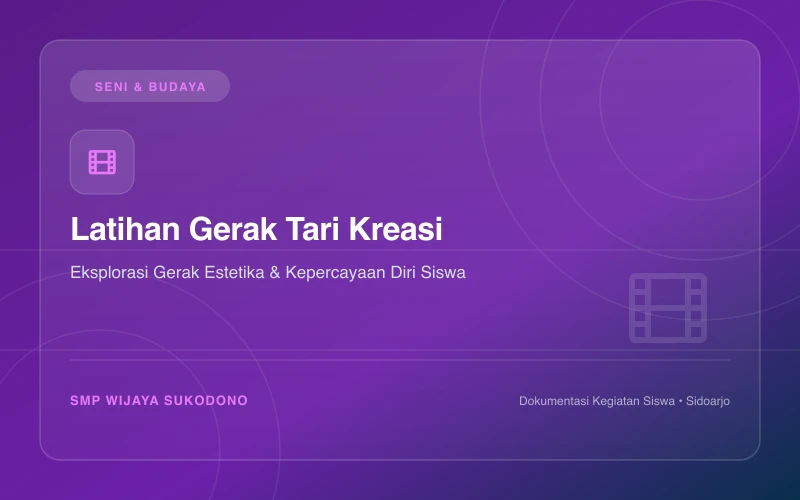 SENI & BUDAYA
Latihan Gerak Tari Kreasi
Eksplorasi Gerak Estetika & Kepercayaan Diri Siswa
SMP WIJAYA SUKODONO
Dokumentasi Kegiatan Siswa • Sidoarjo